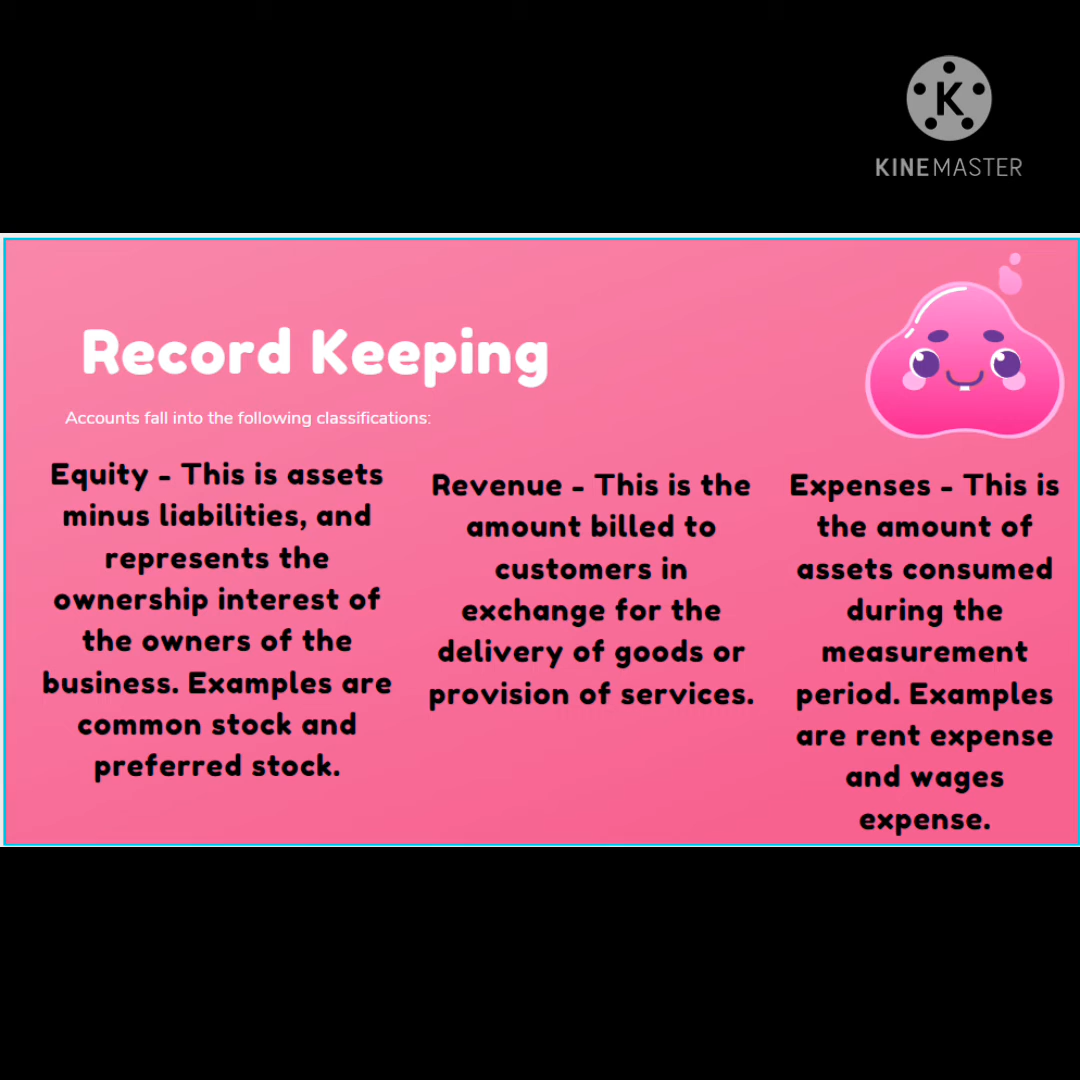 K
KINEMASTER
Record Keeping
Accounts fall into the following classifications:
Equity - This is assets
minus liabilities, and
represents the
ownership interest of
the owners of the
business. Examples are
common stock and
preferred stock.
Revenue - This is the
amount billed to
customers in
exchange for the
delivery of goods or
provision of services.
Expenses - This is
the amount of
assets consumed
during the
measurement
period. Examples
are rent expense
and wages
expense.